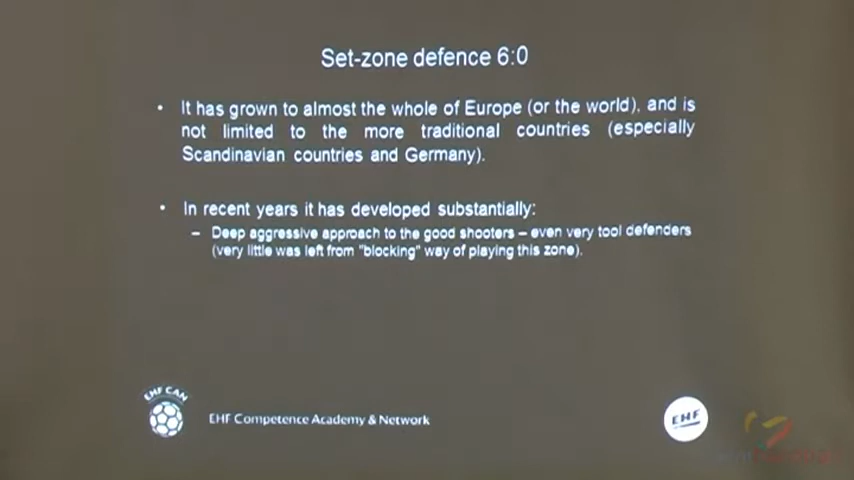 Set-zone defence 6:0
• It has grown to almost the whole of Europe (or the world), and is
not limited to the more traditional countries (especially
Scandinavian countries and Germany).
• In recent years it has developed substantially:
– Deep aggressive approach to the good shooters – even very tool defenders
(very little was left from "blocking" way of playing this zone).
EHF CAN
EHF Competence Academy & Network
EHF